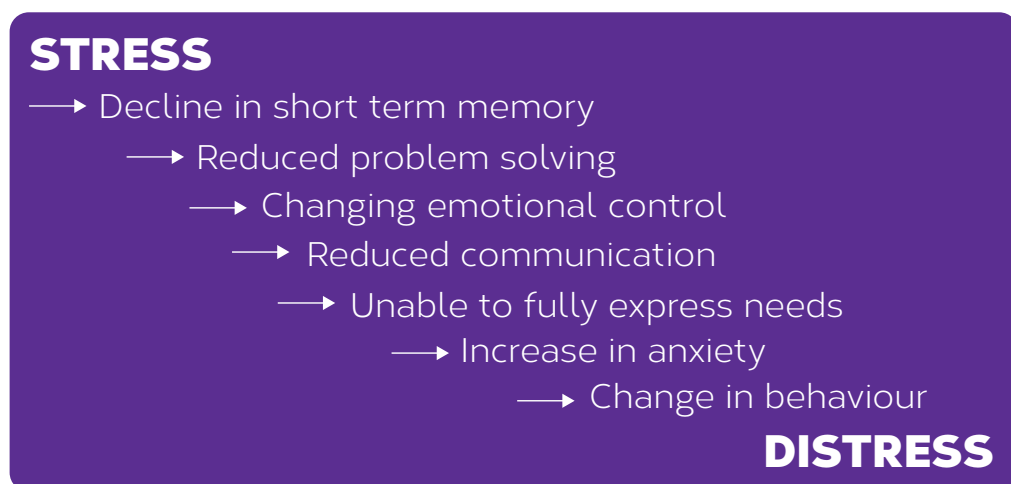 STRESS
Decline in short term memory
Reduced problem solving
Changing emotional control
Reduced communication
Unable to fully express needs
Increase in anxiety
Change in behaviour
DISTRESS